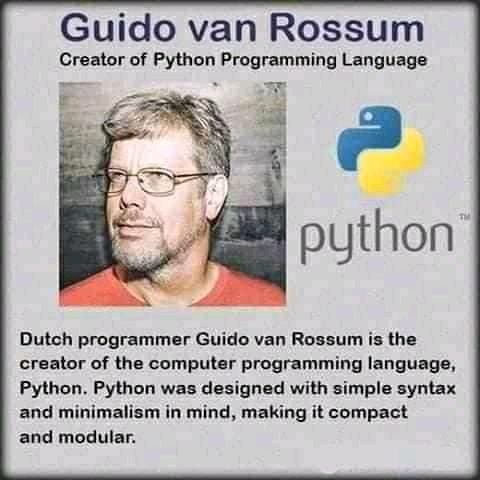 Guido van Rossum
Creator of Python Programming Language
python™
Dutch programmer Guido van Rossum is the
creator of the computer programming language,
Python. Python was designed with simple syntax
and minimalism in mind, making it compact
and modular.